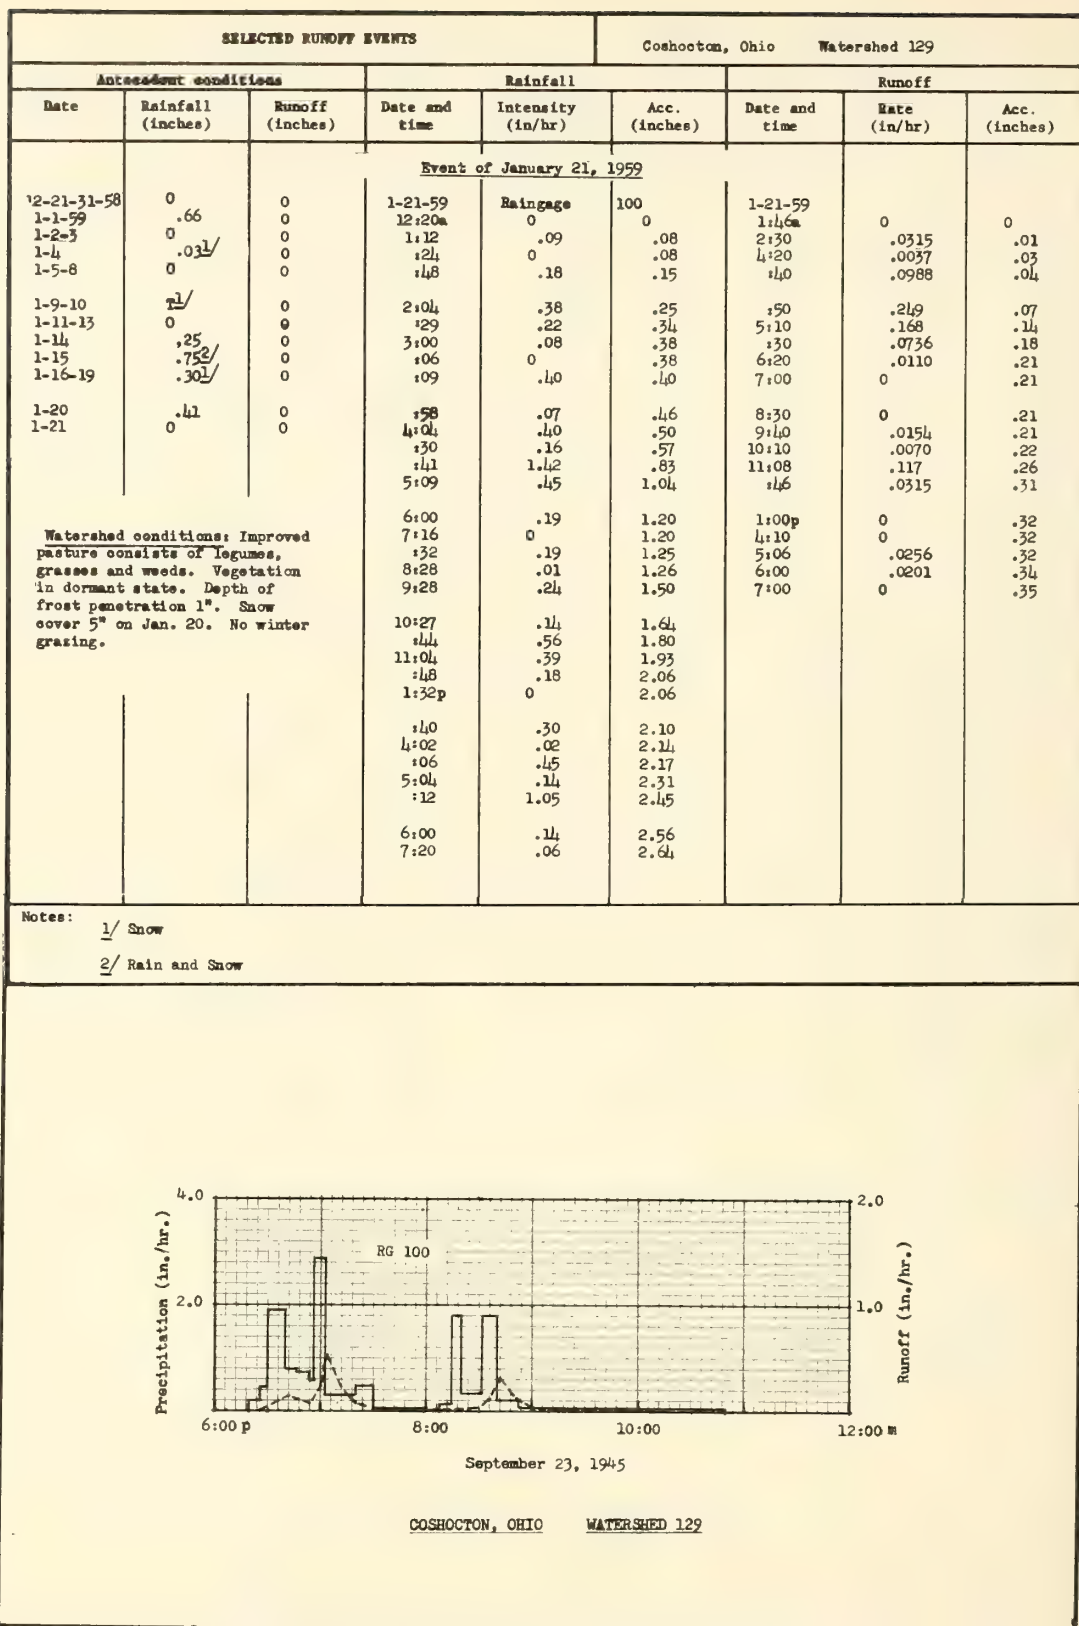 SELECTED RUNOFF EVENTS Coshocton, Ohio Watershed 129
Antecedent conditions Rainfall Runoff
Date Rainfall Runoff Date and Intensity Acc. Date and Rate Acc.
(inches) (inches) time (in/hr) (inches) time (in/hr) (inches)
Event of January 21, 1959
12-21-31-58 0 0 1-21-59 Raingage 100 1-21-59
1-1-59 .66 0 12:20a 0 0 1:46a 0 0
1-2-3 0 0 1:12 .09 .08 2:30 .0315 .01
1-4 .031/ 0 :24 0 .08 4:20 .0037 .03
1-5-8 0 0 :48 .18 .15 :40 .0988 .04
1-9-10 T1/ 0 2:04 .38 .25 :50 .249 .07
1-11-13 0 0 :29 .22 .34 5:10 .168 .14
1-14 ,25 0 3:00 .08 .38 :30 .0736 .18
1-15 .752/ 0 :06 0 .38 6:20 .0110 .21
1-16-19 .301/ 0 :09 .40 .40 7:00 0 .21
1-20 .41 0 :58 .07 .46 8:30 0 .21
1-21 0 0 4:04 .40 .50 9:40 .0154 .21
:30 .16 .57 10:10 .0070 .22
:41 1.42 .83 11:08 .117 .26
5:09 .45 1.04 :46 .0315 .31
6:00 .19 1.20 1:00p 0 .32
Watershed conditions: Improved 7:16 0 1.20 4:10 0 .32
pasture consists of legumes, :32 .19 1.25 5:06 .0256 .32
grasses and weeds. Vegetation 8:28 .01 1.26 6:00 .0201 .34
in dormant state. Depth of 9:28 .24 1.50 7:00 0 .35
frost penetration 1". Snow
cover 5" on Jan. 20. No winter 10:27 .14 1.64
grazing. :44 .56 1.80
11:04 .39 1.93
:48 .18 2.06
1:32p 0 2.06
:40 .30 2.10
4:02 .02 2.14
:06 .45 2.17
5:04 .14 2.31
:12 1.05 2.45
6:00 .14 2.56
7:20 .06 2.64
Notes:
1/ Snow
2/ Rain and Snow
4.0 2.0
RG 100
2.0 1.0
Precipitation (in./hr.)
Runoff (in./hr.)
6:00 p 8:00 10:00 12:00 m
September 23, 1945
COSHOCTON, OHIO WATERSHED 129